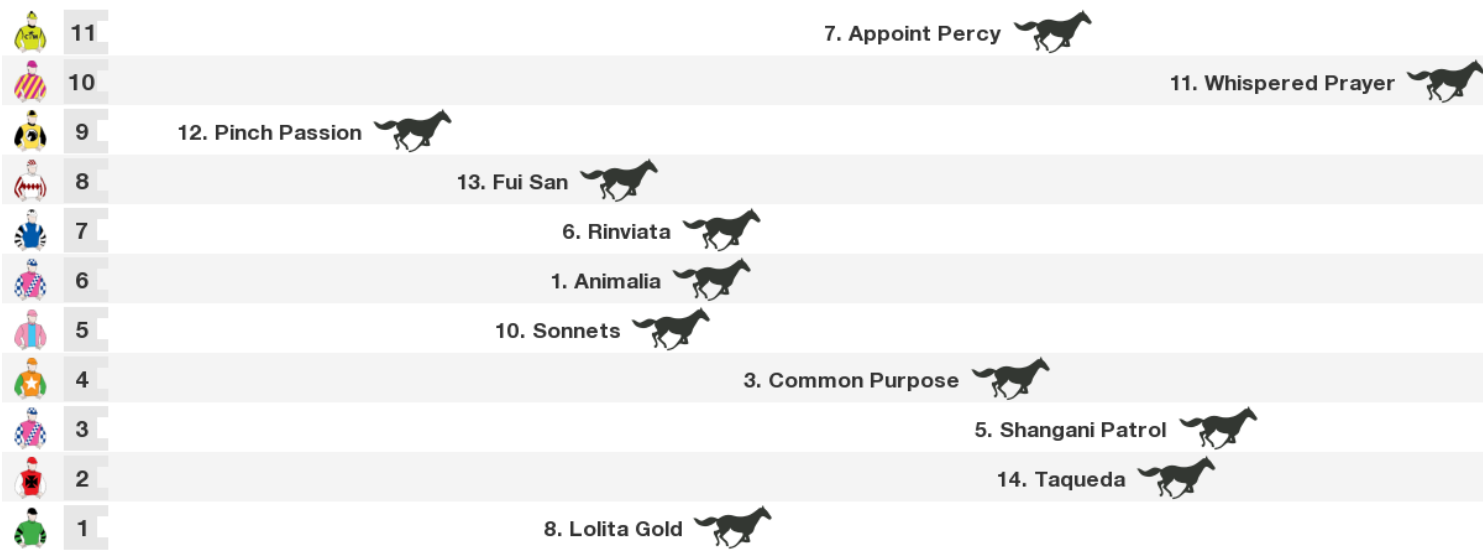 11 7. Appoint Percy
10 11. Whispered Prayer
9 12. Pinch Passion
8 13. Fui San
7 6. Rinviata
6 1. Animalia
5 10. Sonnets
4 3. Common Purpose
3 5. Shangani Patrol
2 14. Taqueda
1 8. Lolita Gold